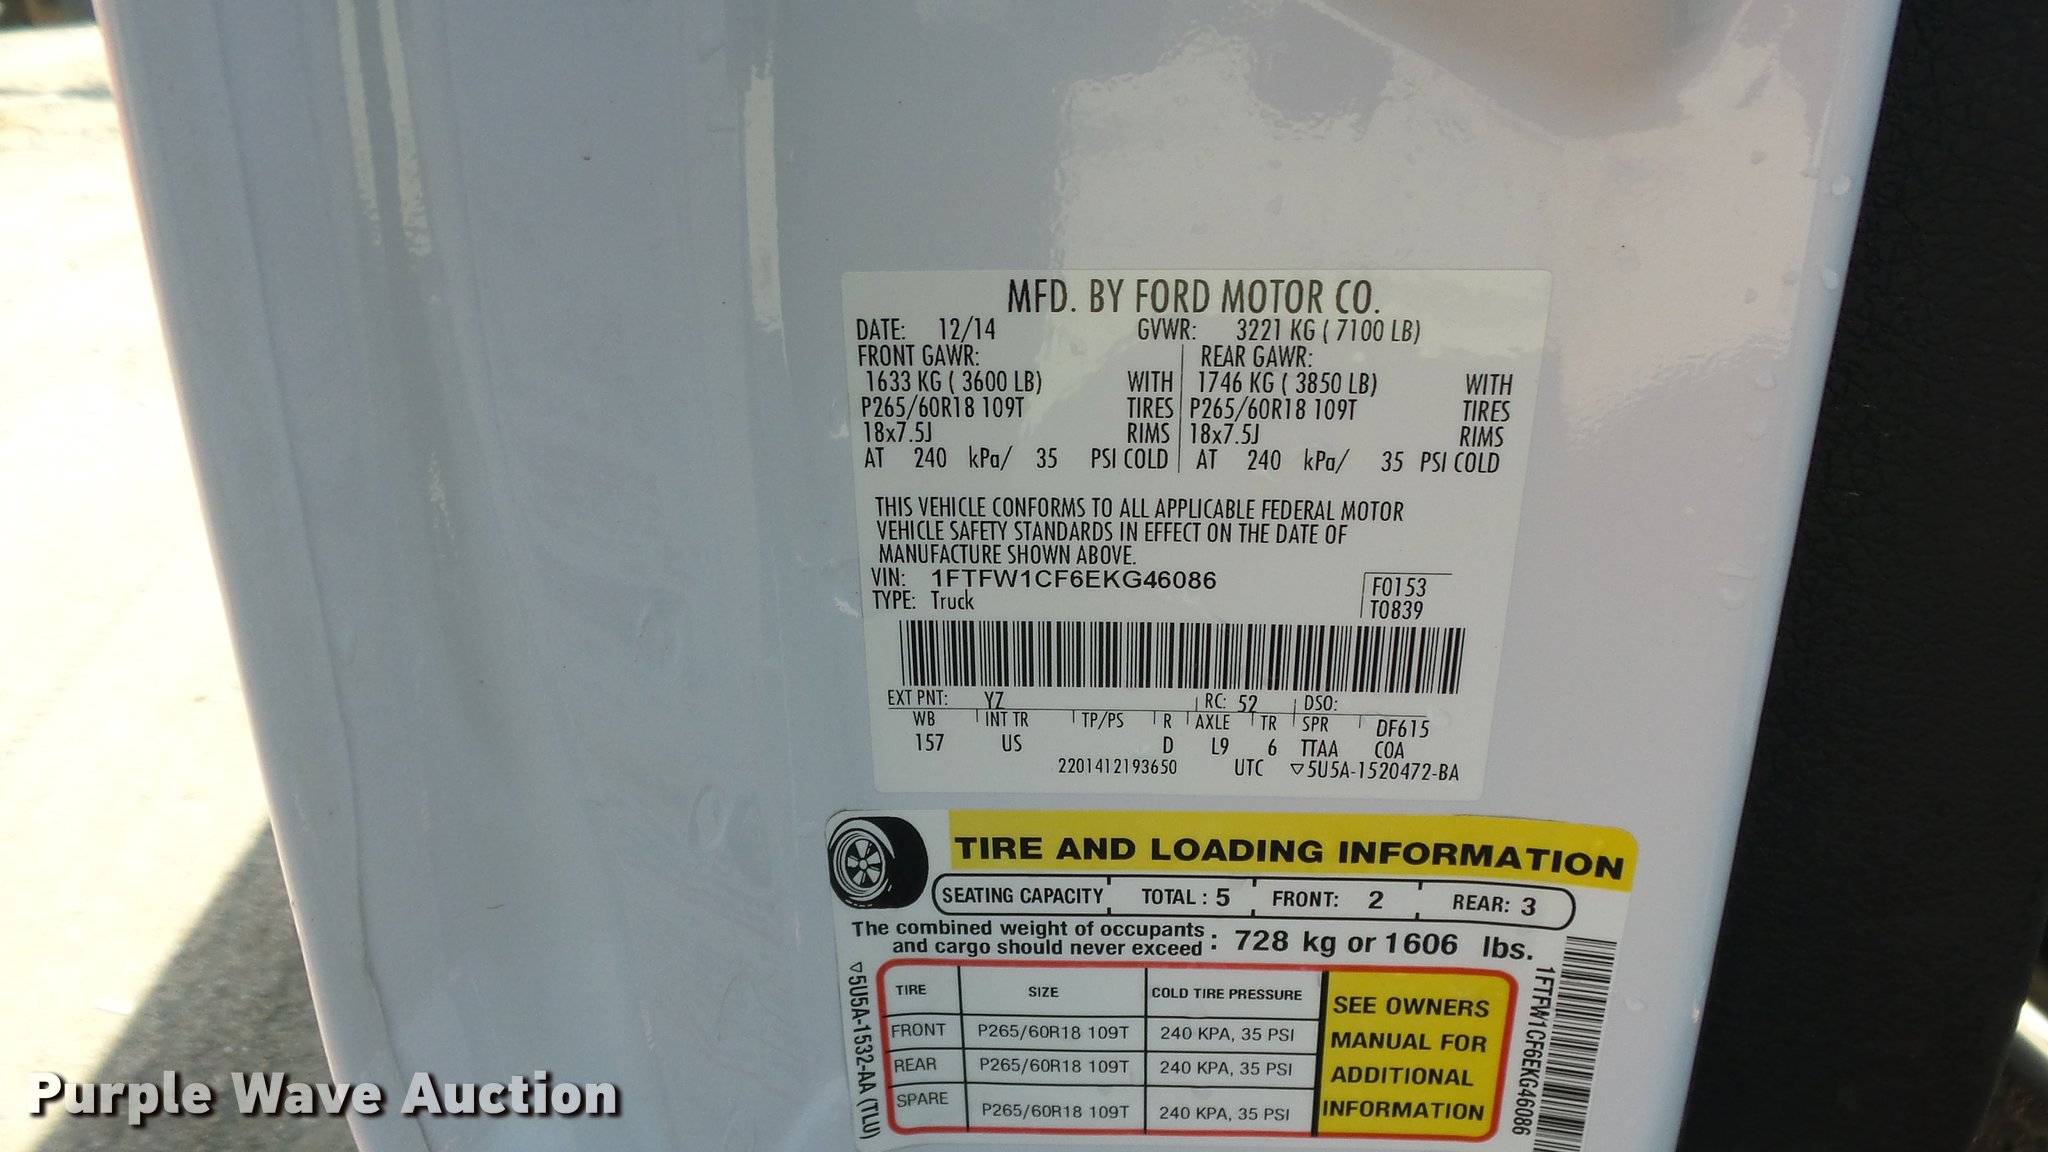 MFD. BY FORD MOTOR CO.
DATE: 12/14 GVWR: 3221 KG ( 7100 LB)
FRONT GAWR: REAR GAWR:
1633 KG ( 3600 LB) WITH 1746 KG ( 3850 LB) WITH
P265/60R18 109T TIRES P265/60R18 109T TIRES
18x7.5J RIMS 18x7.5J RIMS
AT 240 kPa/ 35 PSI COLD AT 240 kPa/ 35 PSI COLD
THIS VEHICLE CONFORMS TO ALL APPLICABLE FEDERAL MOTOR
VEHICLE SAFETY STANDARDS IN EFFECT ON THE DATE OF
MANUFACTURE SHOWN ABOVE.
VIN: 1FTFW1CF6EKG46086 F0153
TYPE: Truck T0839
EXT PNT: YZ RC: 52 DSO:
WB INT TR TP/PS R AXLE TR SPR DF615
157 US D L9 6 TTAA COA
2201412193650 UTC ▽5U5A-1520472-BA
TIRE AND LOADING INFORMATION
SEATING CAPACITY TOTAL : 5 FRONT: 2 REAR: 3
The combined weight of occupants
and cargo should never exceed : 728 kg or 1606 lbs.
TIRE SIZE COLD TIRE PRESSURE
FRONT P265/60R18 109T 240 KPA, 35 PSI
REAR P265/60R18 109T 240 KPA, 35 PSI
SPARE P265/60R18 109T 240 KPA, 35 PSI
SEE OWNERS
MANUAL FOR
ADDITIONAL
INFORMATION
▽5U5A-1532-AA (TLU)
1FTFW1CF6EKG46086
Purple Wave Auction